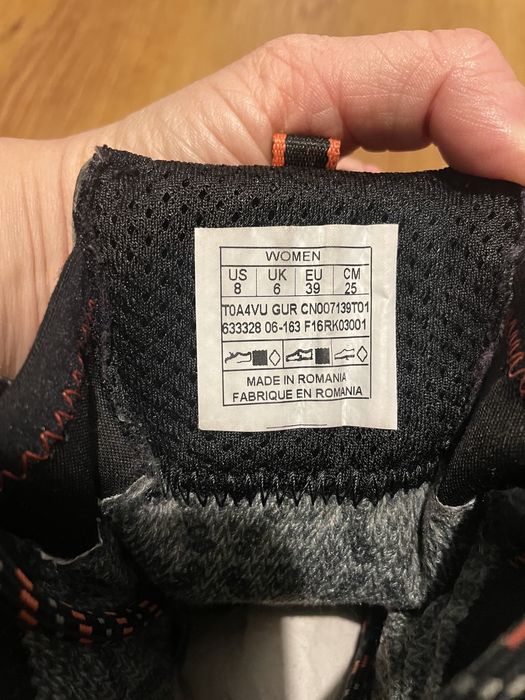 WOMEN
US UK EU CM
8 6 39 25
T0A4VU GUR CN007139T01
633328 06-163 F16RK03001
MADE IN ROMANIA
FABRIQUE EN ROMANIA